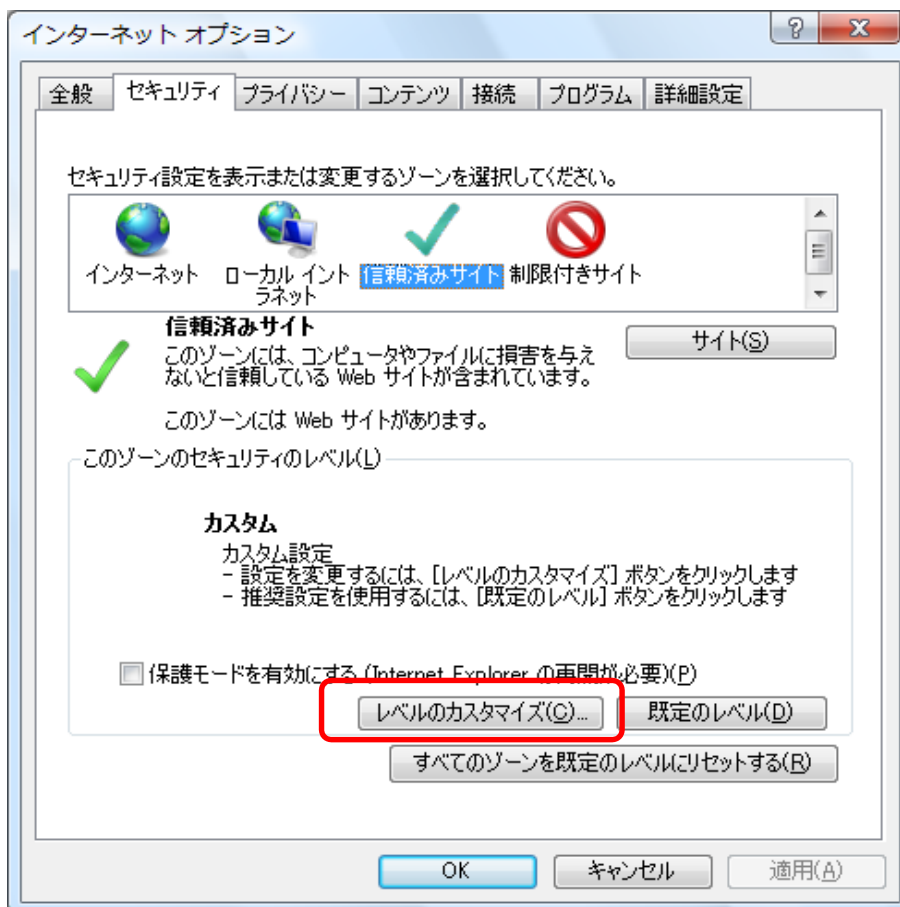 インターネット オプション
全般 セキュリティ プライバシー コンテンツ 接続 プログラム 詳細設定
セキュリティ設定を表示または変更するゾーンを選択してください。
インターネット
ローカル イント
ラネット
信頼済みサイト
制限付きサイト
信頼済みサイト
サイト(S)
このゾーンには、コンピュータやファイルに損害を与え
ないと信頼している Web サイトが含まれています。
このゾーンには Web サイトがあります。
このゾーンのセキュリティのレベル(L)
カスタム
カスタム設定
- 設定を変更するには、[レベルのカスタマイズ] ボタンをクリックします
- 推奨設定を使用するには、[既定のレベル] ボタンをクリックします
保護モードを有効にする (Internet Explorer の再開が必要)(P)
レベルのカスタマイズ(C)... 既定のレベル(D)
すべてのゾーンを既定のレベルにリセットする(R)
OK キャンセル 適用(A)